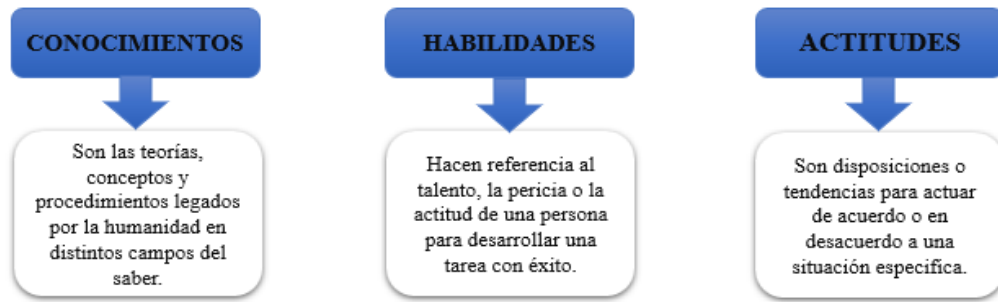 CONOCIMIENTOS
Son las teorías,
conceptos y
procedimientos legados
por la humanidad en
distintos campos del
saber.
HABILIDADES
Hacen referencia al
talento, la pericia o la
actitud de una persona
para desarrollar una
tarea con éxito.
ACTITUDES
Son disposiciones o
tendencias para actuar
de acuerdo o en
desacuerdo a una
situación especifica.